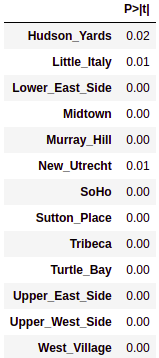 P>|t|
Hudson_Yards 0.02
Little_Italy 0.01
Lower_East_Side 0.00
Midtown 0.00
Murray_Hill 0.00
New_Utrecht 0.01
SoHo 0.00
Sutton_Place 0.00
Tribeca 0.00
Turtle_Bay 0.00
Upper_East_Side 0.00
Upper_West_Side 0.00
West_Village 0.00